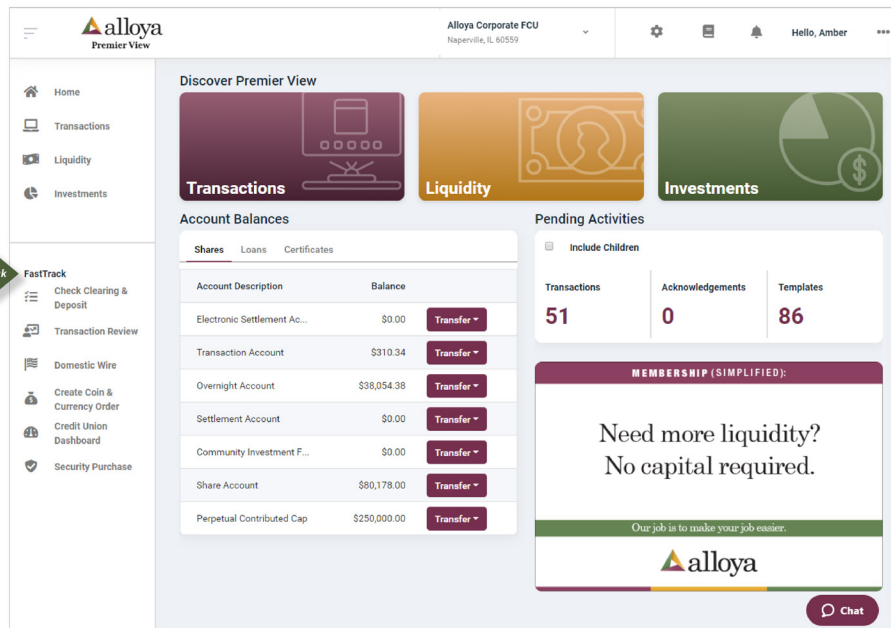 alloya
Premier View
Alloya Corporate FCU
Naperville, IL 60559
Hello, Amber
Home
Transactions
Liquidity
Investments
k
FastTrack
Check Clearing &
Deposit
Transaction Review
Domestic Wire
Create Coin &
Currency Order
Credit Union
Dashboard
Security Purchase
Discover Premier View
Transactions
Liquidity
Investments
Account Balances
Shares Loans Certificates
Account Description Balance
Electronic Settlement Ac... $0.00 Transfer
Transaction Account $310.34 Transfer
Overnight Account $38,054.38 Transfer
Settlement Account $0.00 Transfer
Community Investment F... $0.00 Transfer
Share Account $80,178.00 Transfer
Perpetual Contributed Cap $250,000.00 Transfer
Pending Activities
Include Children
Transactions Acknowledgements Templates
51 0 86
MEMBERSHIP (SIMPLIFIED):
Need more liquidity?
No capital required.
Our job is to make your job easier.
alloya
Chat